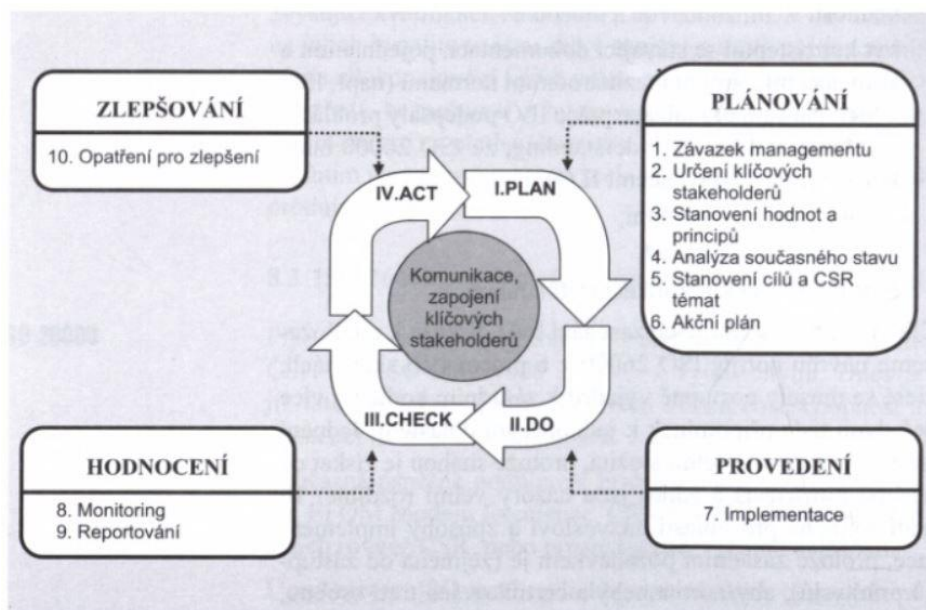 ZLEPŠOVÁNÍ
10. Opatření pro zlepšení
PLÁNOVÁNÍ
1. Závazek managementu
2. Určení klíčových
stakeholderů
3. Stanovení hodnot a
principů
4. Analýza současného stavu
5. Stanovení cílů a CSR
témat
6. Akční plán
IV.ACT
I.PLAN
Komunikace,
zapojení
klíčových
stakeholderů
III.CHECK
II.DO
HODNOCENÍ
8. Monitoring
9. Reportování
PROVEDENÍ
7. Implementace